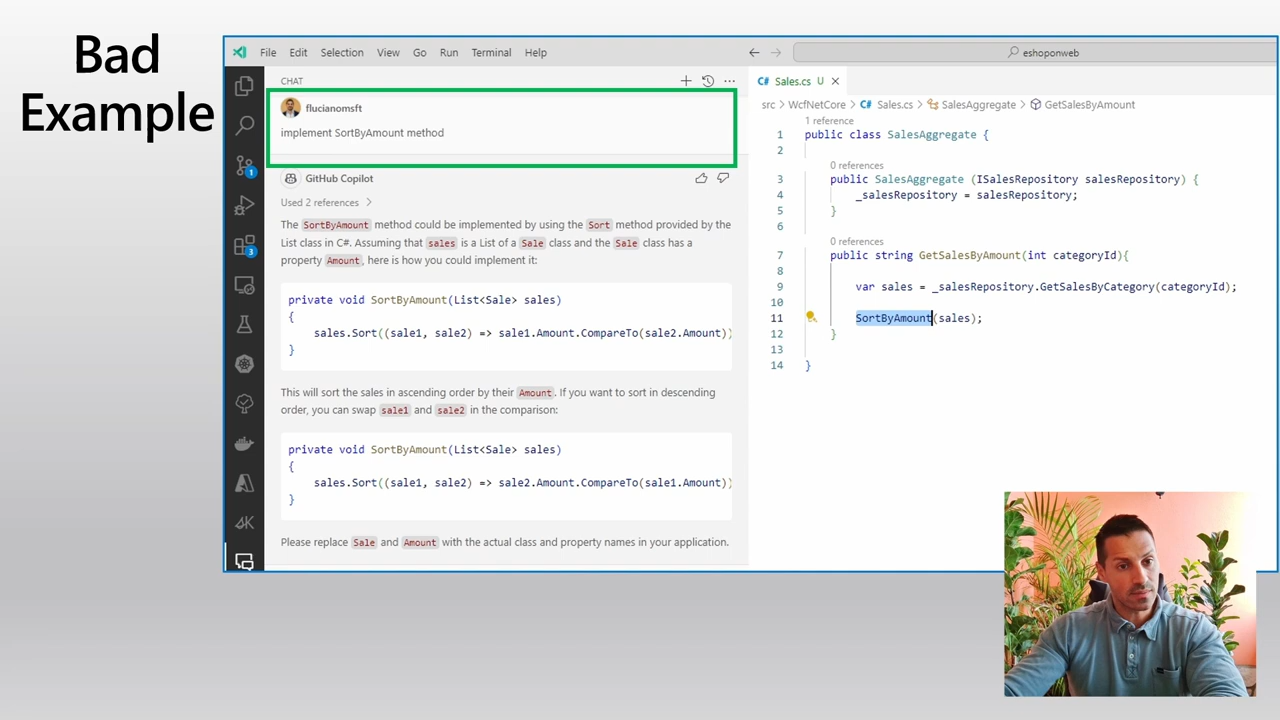 Bad
Example
File Edit Selection View Go Run Terminal Help
eshoponweb
CHAT
flucianomsft
implement SortByAmount method
GitHub Copilot
Used 2 references
The SortByAmount method could be implemented by using the Sort method provided by the
List class in C#. Assuming that sales is a List of a Sale class and the Sale class has a
property Amount, here is how you could implement it:
private void SortByAmount(List<Sale> sales)
{
sales.Sort((sale1, sale2) => sale1.Amount.CompareTo(sale2.Amount))
}
This will sort the sales in ascending order by their Amount. If you want to sort in descending
order, you can swap sale1 and sale2 in the comparison:
private void SortByAmount(List<Sale> sales)
{
sales.Sort((sale1, sale2) => sale2.Amount.CompareTo(sale1.Amount))
}
Please replace Sale and Amount with the actual class and property names in your application.
1
3
C# Sales.cs U
src > WcfNetCore > C# Sales.cs > SalesAggregate > GetSalesByAmount
1 reference
1 public class SalesAggregate {
2
0 references
3 public SalesAggregate (ISalesRepository salesRepository) {
4 _salesRepository = salesRepository;
5 }
6
0 references
7 public string GetSalesByAmount(int categoryId){
8
9 var sales = _salesRepository.GetSalesByCategory(categoryId);
10
11 SortByAmount(sales);
12 }
13
14 }